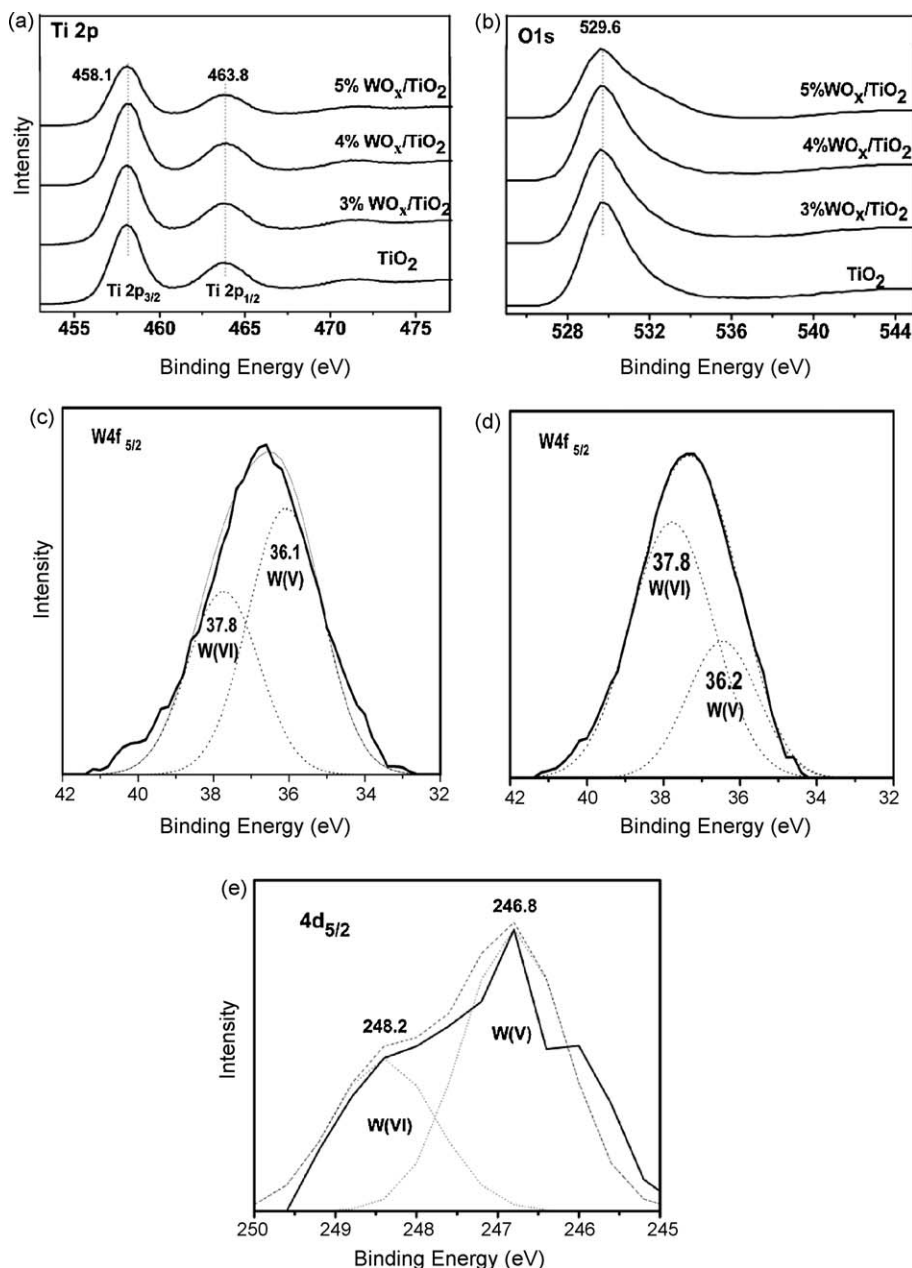 (a)
Ti 2p
458.1
463.8
5% WOx/TiO2
4% WOx/TiO2
3% WOx/TiO2
TiO2
Ti 2p3/2
Ti 2p1/2
Intensity
455 460 465 470 475
Binding Energy (eV)
(b)
O1s
529.6
5%WOx/TiO2
4%WOx/TiO2
3%WOx/TiO2
TiO2
528 532 536 540 544
Binding Energy (eV)
(c)
W4f 5/2
36.1
W(V)
37.8
W(VI)
Intensity
42 40 38 36 34 32
Binding Energy (eV)
(d)
W4f 5/2
37.8
W(VI)
36.2
W(V)
42 40 38 36 34 32
Binding Energy (eV)
(e)
4d5/2
246.8
248.2
W(V)
W(VI)
Intensity
250 249 248 247 246 245
Binding Energy (eV)